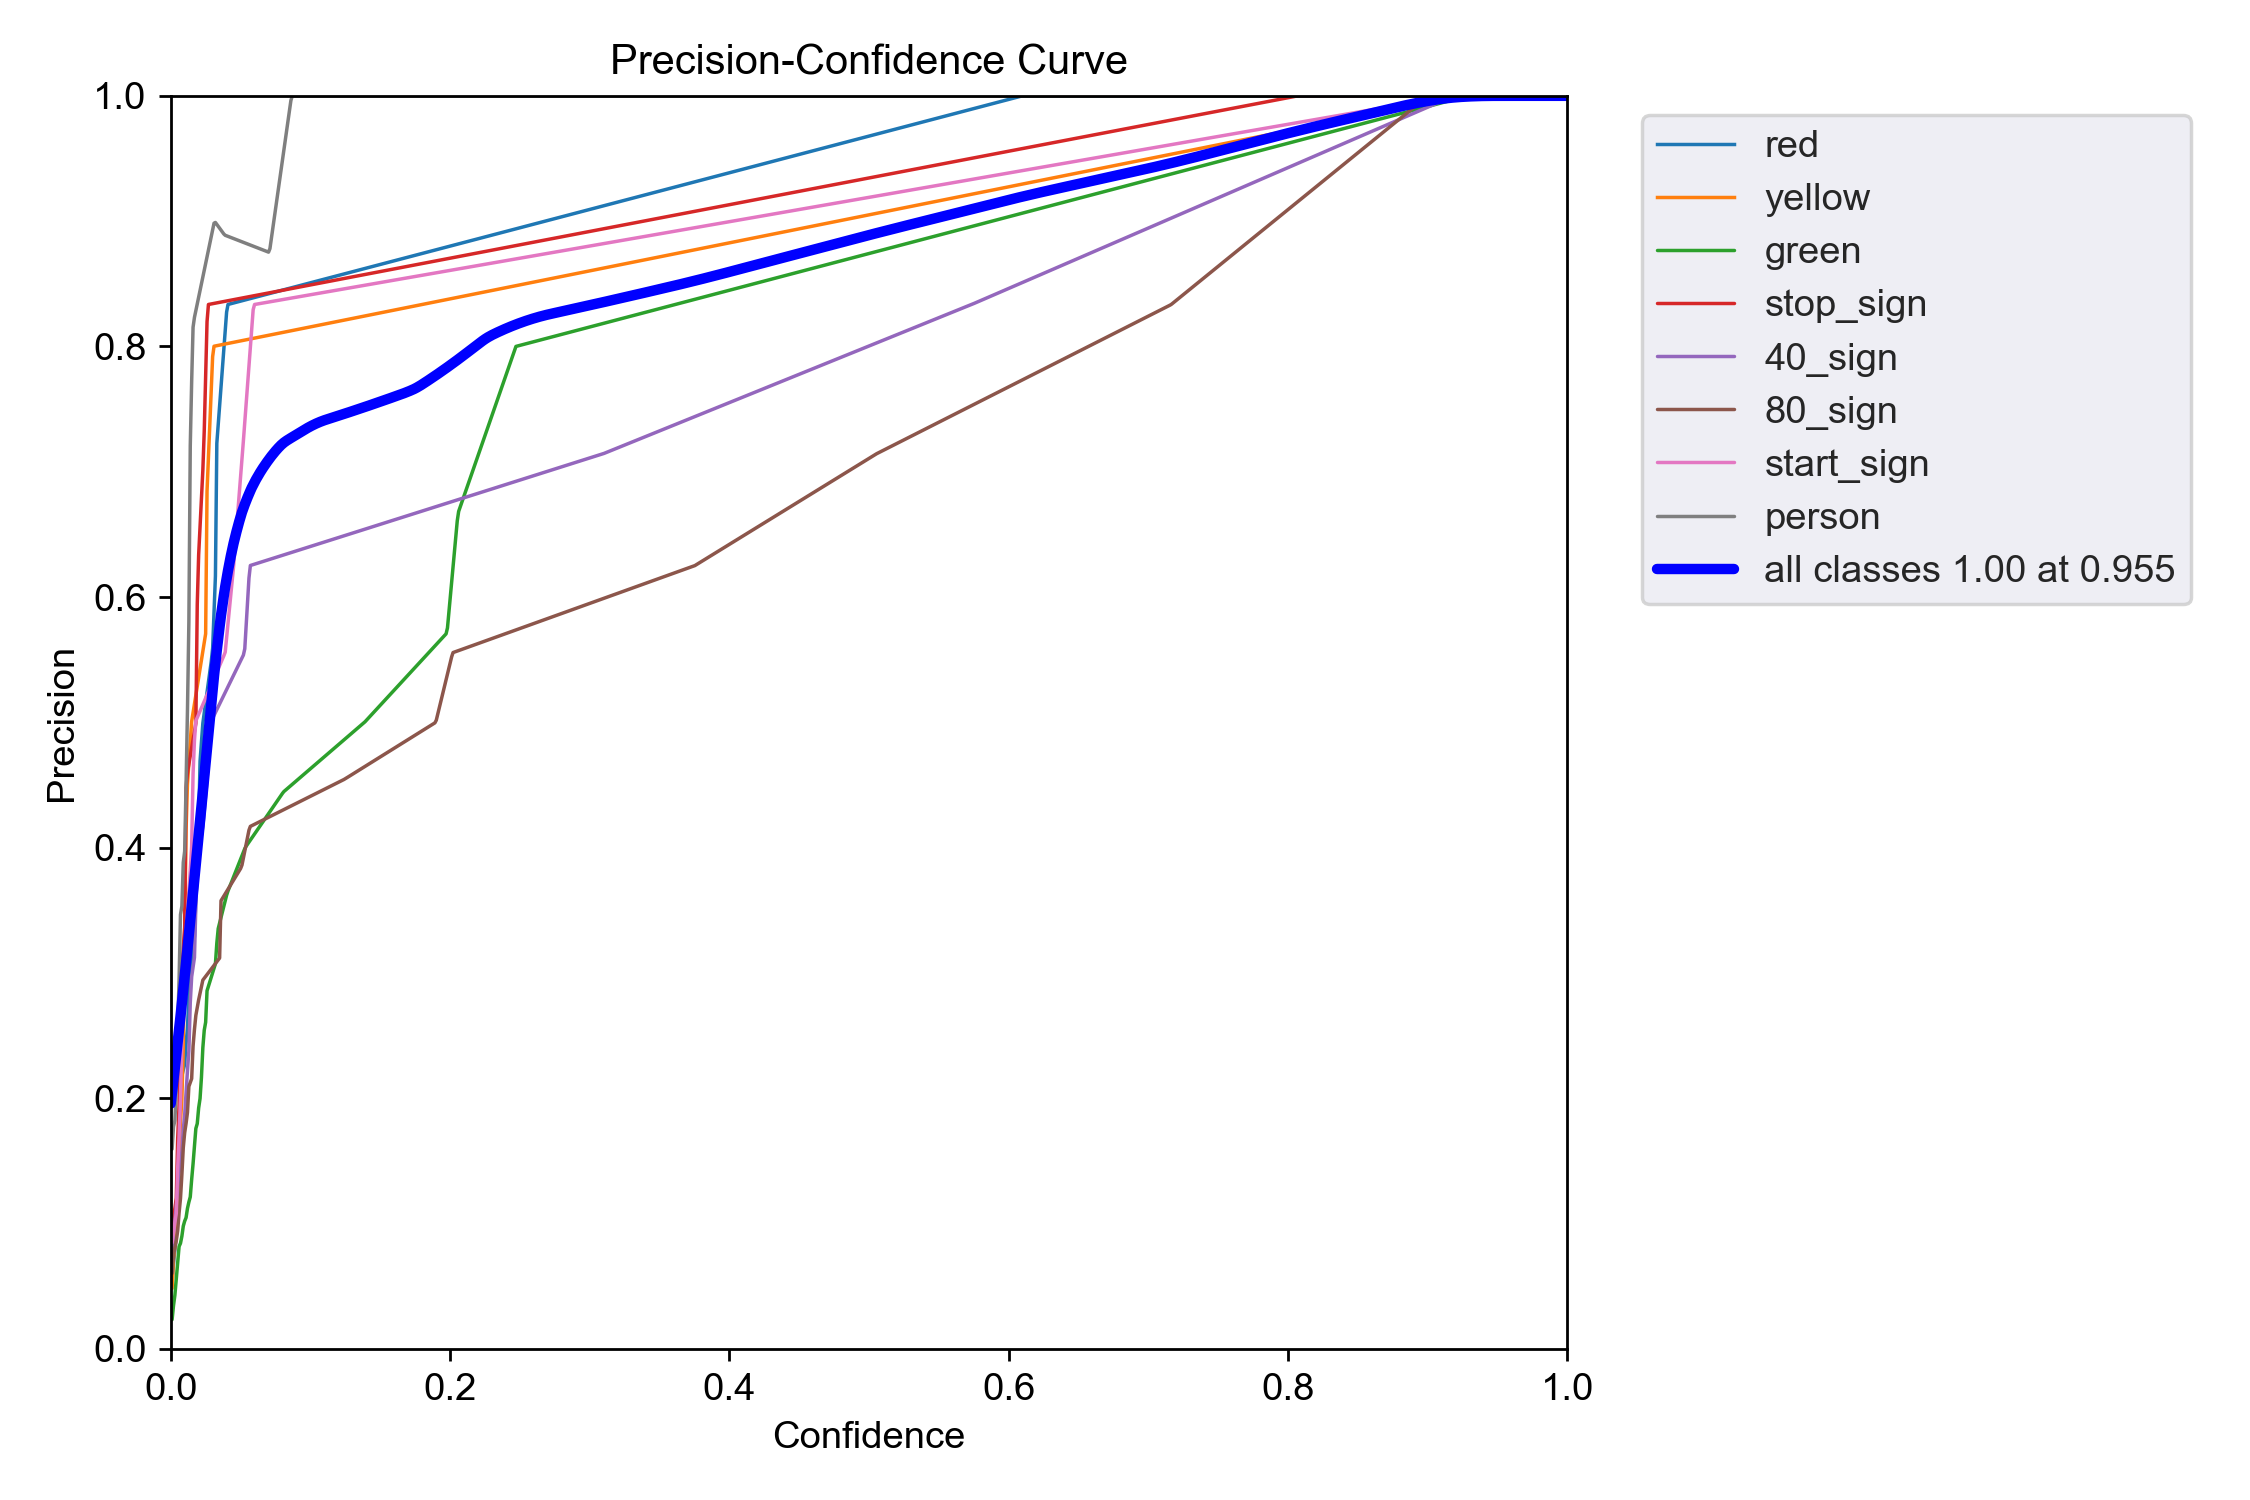 Precision-Confidence Curve
1.0
0.8
0.6
0.4
0.2
0.0
Precision
0.0 0.2 0.4 0.6 0.8 1.0
Confidence
red
yellow
green
stop_sign
40_sign
80_sign
start_sign
person
all classes 1.00 at 0.955